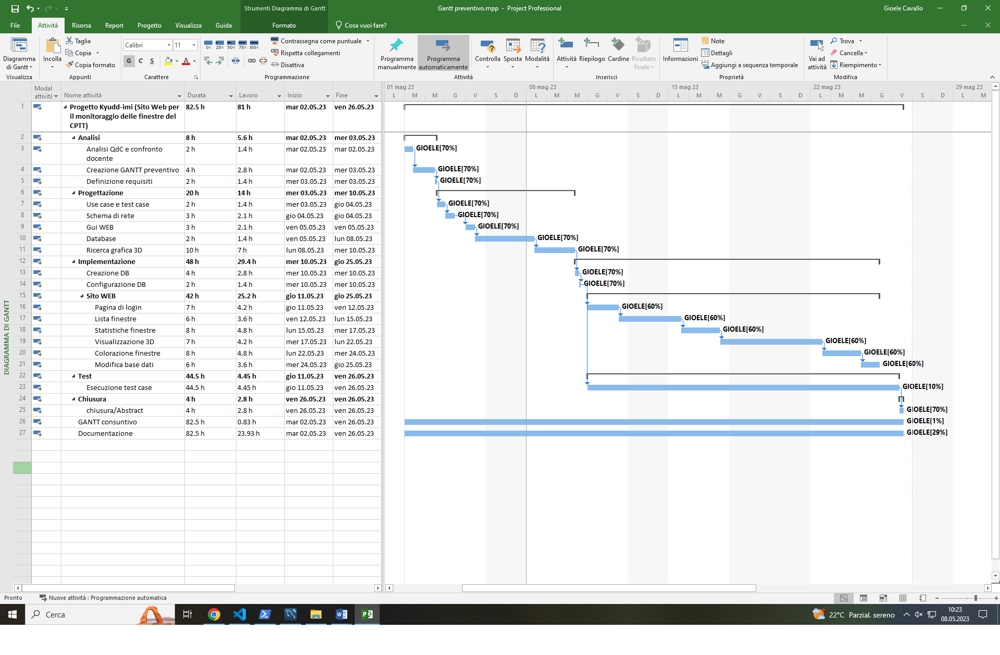 Strumenti Diagramma di Gantt
Gantt preventivo.mpp - Project Professional
Gioele Cavallo
File Attività Risorsa Report Progetto Visualizza Guida Formato Cosa vuoi fare?
Diagramma di Gantt
Visualizza
Incolla
Taglia
Copia
Copia formato
Appunti
Calibri 11
G C S
Carattere
0% 25% 50% 75% 100%
Contrassegna come puntuale
Rispetta collegamenti
Disattiva
Programmazione
Programma manualmente
Programma automaticamente
Controlla Sposta Modalità
Attività
Attività Riepilogo Cardine Risultato finale
Inserisci
Informazioni
Note
Dettagli
Aggiungi a sequenza temporale
Proprietà
Vai ad attività
Trova
Cancella
Riempimento
Modifica
Modal attività Nome attività Durata Lavoro Inizio Fine
01 mag 23 08 mag 23 15 mag 23 22 mag 23 29 mag 23
L M M G V S D L M M G V S D L M M G V S D L M M G V S D L M
1 Progetto Kyudd-imi (Sito Web per il monitoraggio delle finestre del CPTT) 82.5 h 81 h mar 02.05.23 ven 26.05.23
2 Analisi 8 h 5.6 h mar 02.05.23 mer 03.05.23
3 Analisi QdC e confronto docente 2 h 1.4 h mar 02.05.23 mar 02.05.23 GIOELE[70%]
4 Creazione GANTT preventivo 4 h 2.8 h mar 02.05.23 mer 03.05.23 GIOELE[70%]
5 Definizione requisiti 2 h 1.4 h mer 03.05.23 mer 03.05.23 GIOELE[70%]
6 Progettazione 20 h 14 h mer 03.05.23 mer 10.05.23
7 Use case e test case 2 h 1.4 h mer 03.05.23 gio 04.05.23 GIOELE[70%]
8 Schema di rete 3 h 2.1 h gio 04.05.23 gio 04.05.23 GIOELE[70%]
9 Gui WEB 3 h 2.1 h ven 05.05.23 ven 05.05.23 GIOELE[70%]
10 Database 2 h 1.4 h ven 05.05.23 lun 08.05.23 GIOELE[70%]
11 Ricerca grafica 3D 10 h 7 h lun 08.05.23 mer 10.05.23 GIOELE[70%]
12 Implementazione 48 h 29.4 h mer 10.05.23 gio 25.05.23
13 Creazione DB 4 h 2.8 h mer 10.05.23 mer 10.05.23 GIOELE[70%]
14 Configurazione DB 2 h 1.4 h mer 10.05.23 mer 10.05.23 GIOELE[70%]
15 Sito WEB 42 h 25.2 h gio 11.05.23 gio 25.05.23
16 Pagina di login 7 h 4.2 h gio 11.05.23 ven 12.05.23 GIOELE[60%]
17 Lista finestre 6 h 3.6 h ven 12.05.23 lun 15.05.23 GIOELE[60%]
18 Statistiche finestre 8 h 4.8 h lun 15.05.23 mer 17.05.23 GIOELE[60%]
19 Visualizzazione 3D 7 h 4.2 h mer 17.05.23 lun 22.05.23 GIOELE[60%]
20 Colorazione finestre 8 h 4.8 h lun 22.05.23 mer 24.05.23 GIOELE[60%]
21 Modifica base dati 6 h 3.6 h mer 24.05.23 gio 25.05.23 GIOELE[60%]
22 Test 44.5 h 4.45 h gio 11.05.23 ven 26.05.23
23 Esecuzione test case 44.5 h 4.45 h gio 11.05.23 ven 26.05.23 GIOELE[10%]
24 Chiusura 4 h 2.8 h ven 26.05.23 ven 26.05.23
25 chiusura/Abstract 4 h 2.8 h ven 26.05.23 ven 26.05.23 GIOELE[70%]
26 GANTT consuntivo 82.5 h 0.83 h mar 02.05.23 ven 26.05.23 GIOELE[1%]
27 Documentazione 82.5 h 23.93 h mar 02.05.23 ven 26.05.23 GIOELE[29%]
DIAGRAMMA DI GANTT
Pronto Nuove attività : Programmazione automatica
Cerca
22°C Parzial. sereno
10:23
08.05.2023